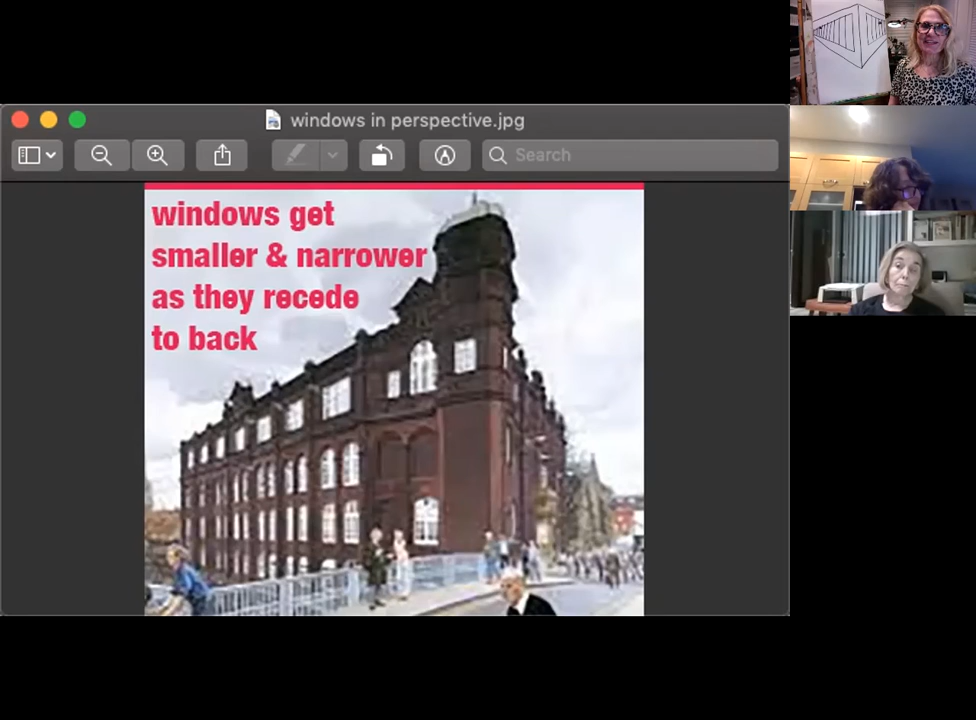 windows in perspective.jpg
Search
windows get
smaller & narrower
as they recede
to back